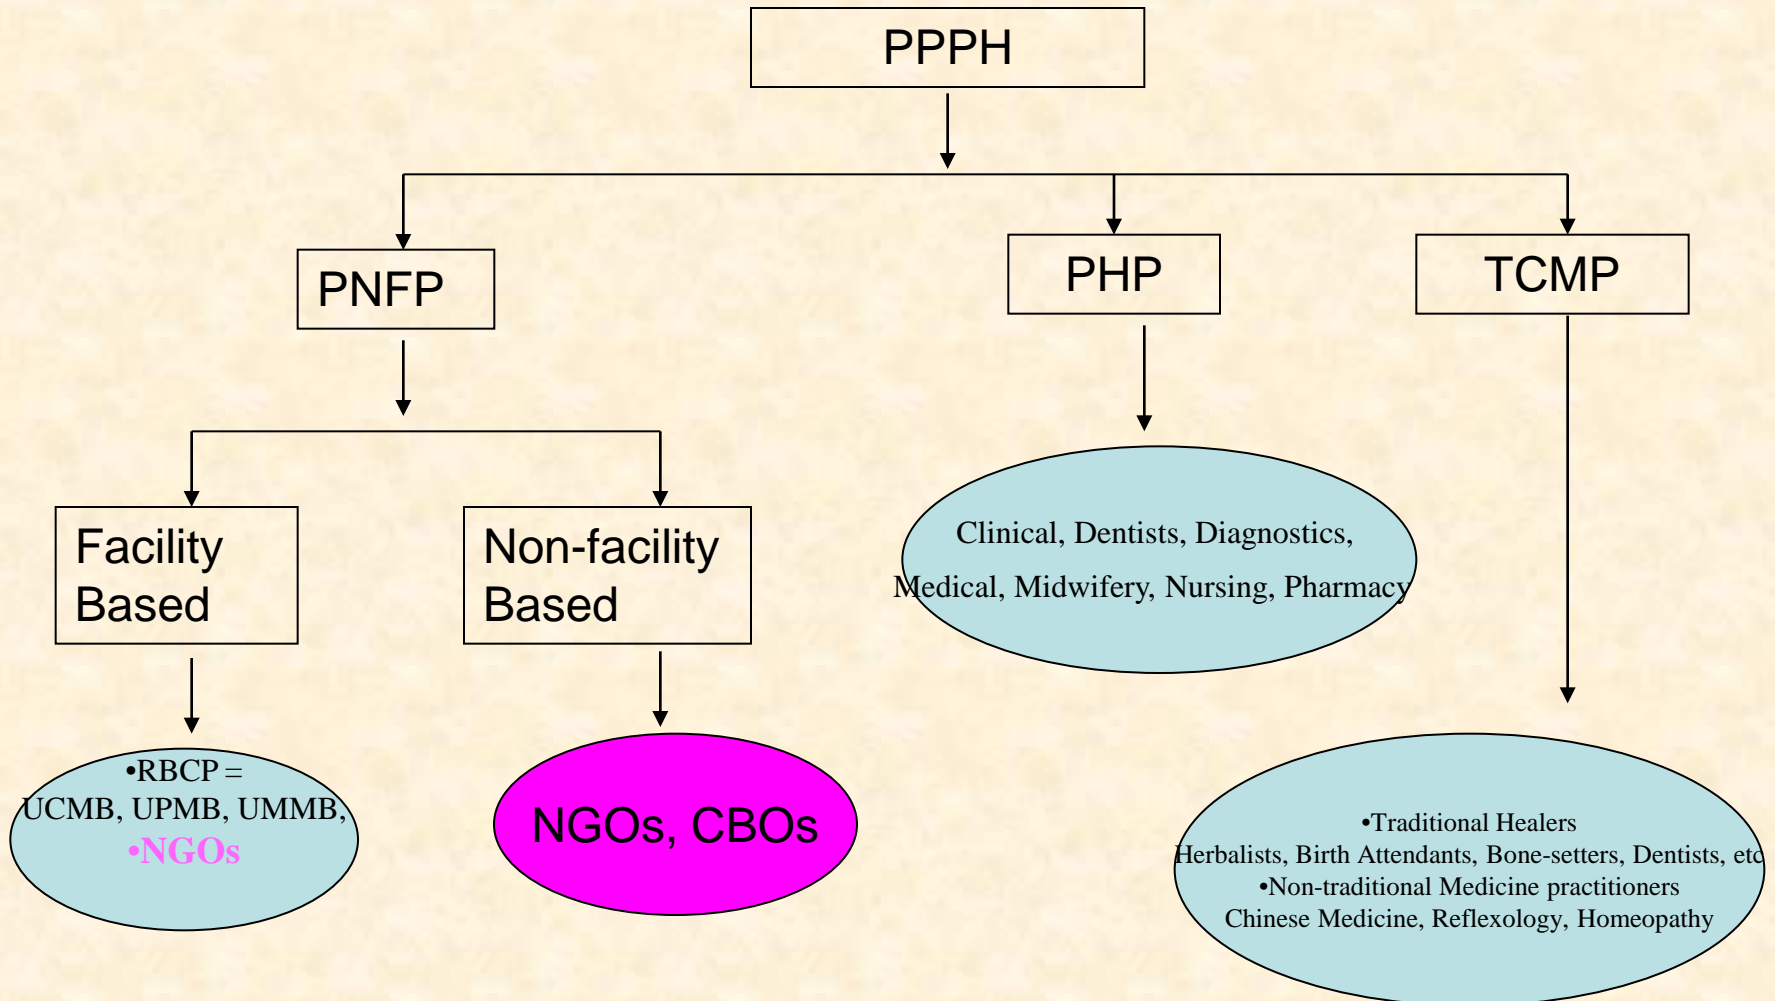 PPPH
PNFP
PHP
TCMP
Facility
Based
Non-facility
Based
Clinical, Dentists, Diagnostics,
Medical, Midwifery, Nursing, Pharmacy
•RBCP =
UCMB, UPMB, UMMB,
•NGOs
NGOs, CBOs
•Traditional Healers
Herbalists, Birth Attendants, Bone-setters, Dentists, etc
•Non-traditional Medicine practitioners
Chinese Medicine, Reflexology, Homeopathy